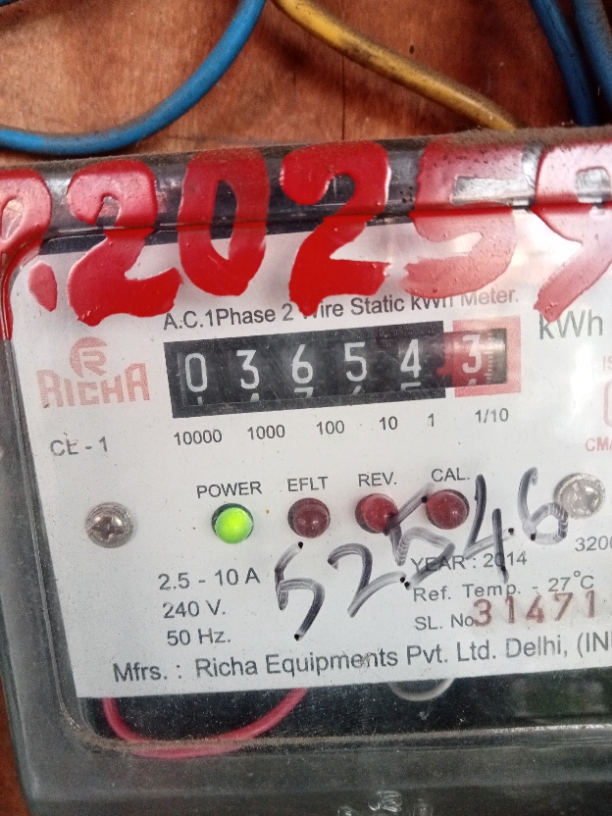 20259
A.C.1Phase 2 Wire Static kWh Meter.
kWh
RICHA
0 3 6 5 4 3
CE-1
10000 1000 100 10 1 1/10
POWER EFLT REV. CAL.
52546
3200
2.5 - 10 A
240 V.
50 Hz.
YEAR : 2014
Ref. Temp. - 27°C
SL. No. 31471
Mfrs. : Richa Equipments Pvt. Ltd. Delhi, (IN